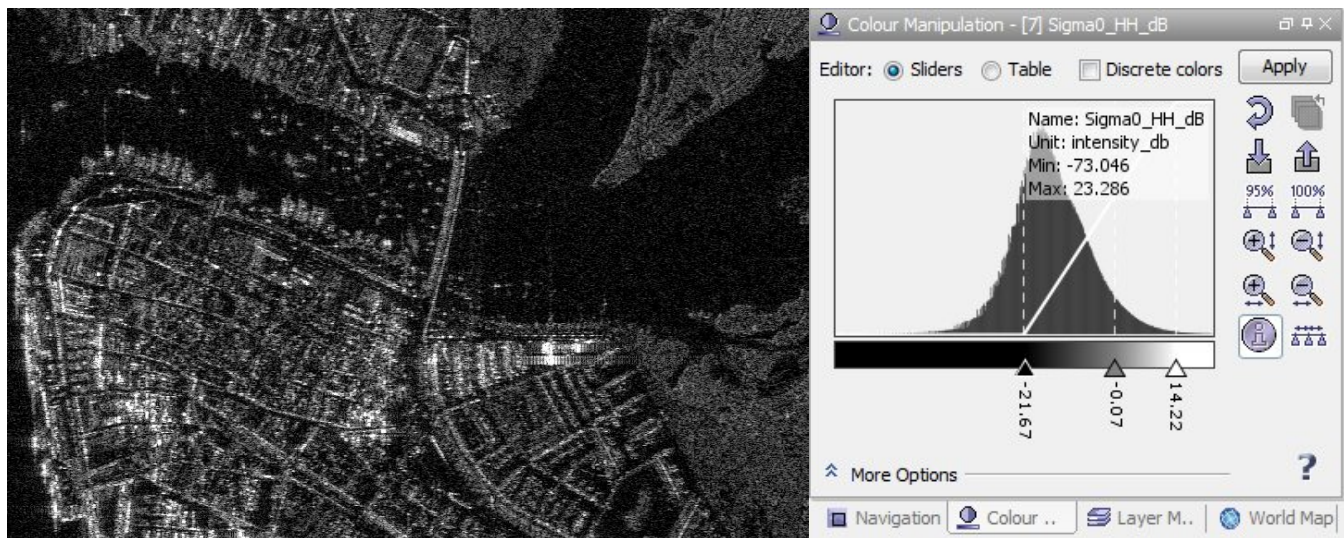 Colour Manipulation - [7] Sigma0_HH_dB
Editor: Sliders Table Discrete colors Apply
Name: Sigma0_HH_dB
Unit: intensity_db
Min: -73.046
Max: 23.286
95% 100%
-21.67 -0.07 14.22
More Options ?
Navigation Colour .. Layer M.. World Map